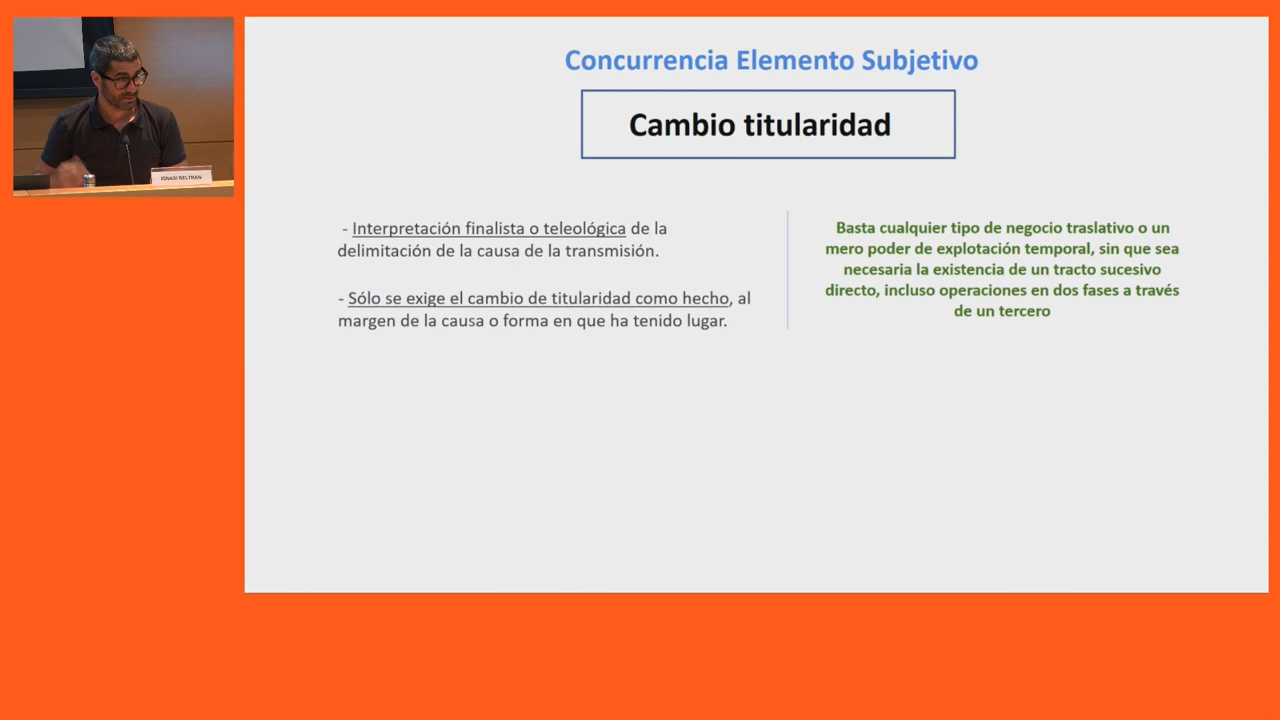 IGNASI BELTRAN
Concurrencia Elemento Subjetivo
Cambio titularidad
- Interpretación finalista o teleológica de la
delimitación de la causa de la transmisión.
- Sólo se exige el cambio de titularidad como hecho, al
margen de la causa o forma en que ha tenido lugar.
Basta cualquier tipo de negocio traslativo o un
mero poder de explotación temporal, sin que sea
necesaria la existencia de un tracto sucesivo
directo, incluso operaciones en dos fases a través
de un tercero